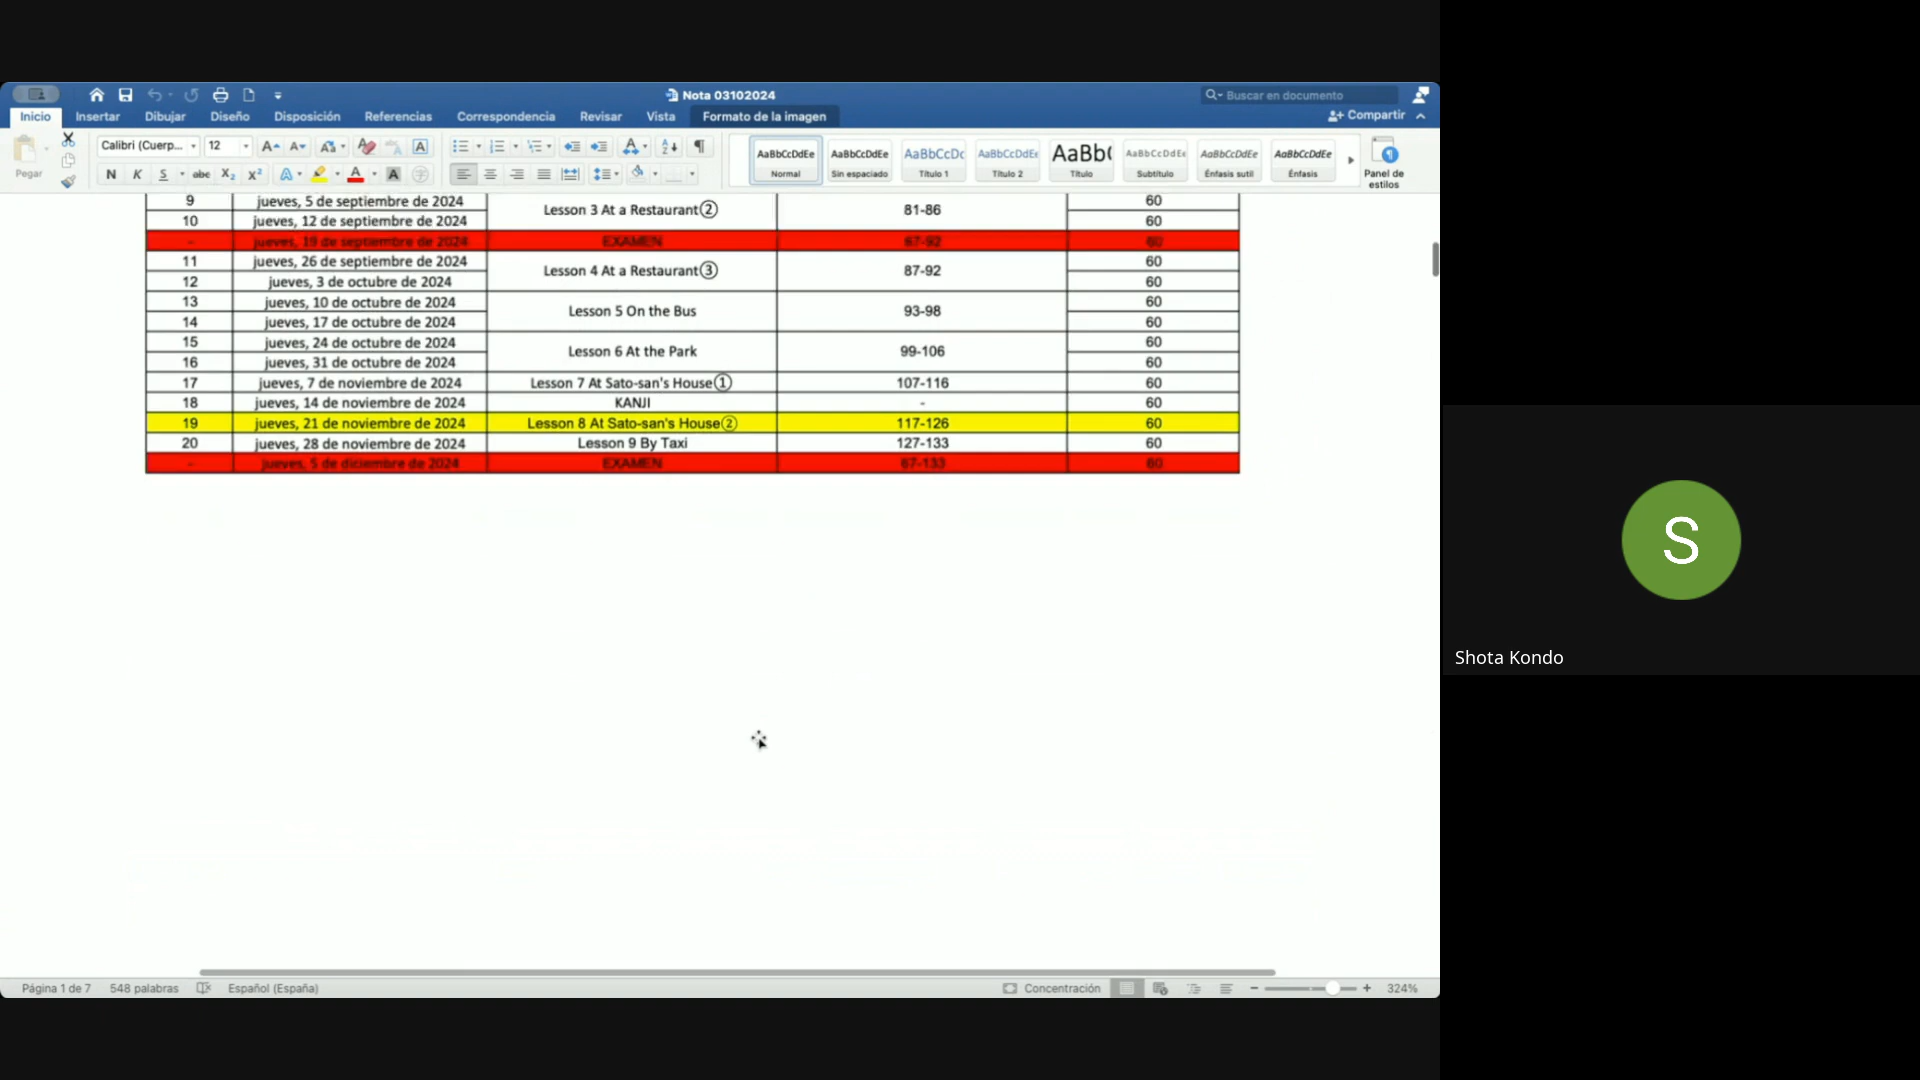 Nota 03102024
Buscar en documento
Inicio Insertar Dibujar Diseño Disposición Referencias Correspondencia Revisar Vista Formato de la imagen Compartir
Pegar
Calibri (Cuerp... 12
N K S abc X₂ X²
AaBbCcDdEe AaBbCcDdEe AaBbCcDc AaBbCcDdEe AaBb( AaBbCcDdEe AaBbCcDdEe AaBbCcDdEe
Normal Sin espaciado Título 1 Título 2 Título Subtítulo Énfasis sutil Énfasis
Panel de estilos
9 jueves, 5 de septiembre de 2024 Lesson 3 At a Restaurant② 81-86 60
10 jueves, 12 de septiembre de 2024 60
- jueves, 19 de septiembre de 2024 EXAMEN 67-92 60
11 jueves, 26 de septiembre de 2024 Lesson 4 At a Restaurant③ 87-92 60
12 jueves, 3 de octubre de 2024 60
13 jueves, 10 de octubre de 2024 Lesson 5 On the Bus 93-98 60
14 jueves, 17 de octubre de 2024 60
15 jueves, 24 de octubre de 2024 Lesson 6 At the Park 99-106 60
16 jueves, 31 de octubre de 2024 60
17 jueves, 7 de noviembre de 2024 Lesson 7 At Sato-san's House① 107-116 60
18 jueves, 14 de noviembre de 2024 KANJI - 60
19 jueves, 21 de noviembre de 2024 Lesson 8 At Sato-san's House② 117-126 60
20 jueves, 28 de noviembre de 2024 Lesson 9 By Taxi 127-133 60
- jueves, 5 de diciembre de 2024 EXAMEN 67-133 60
S
Shota Kondo
Página 1 de 7 548 palabras Español (España) Concentración 324%